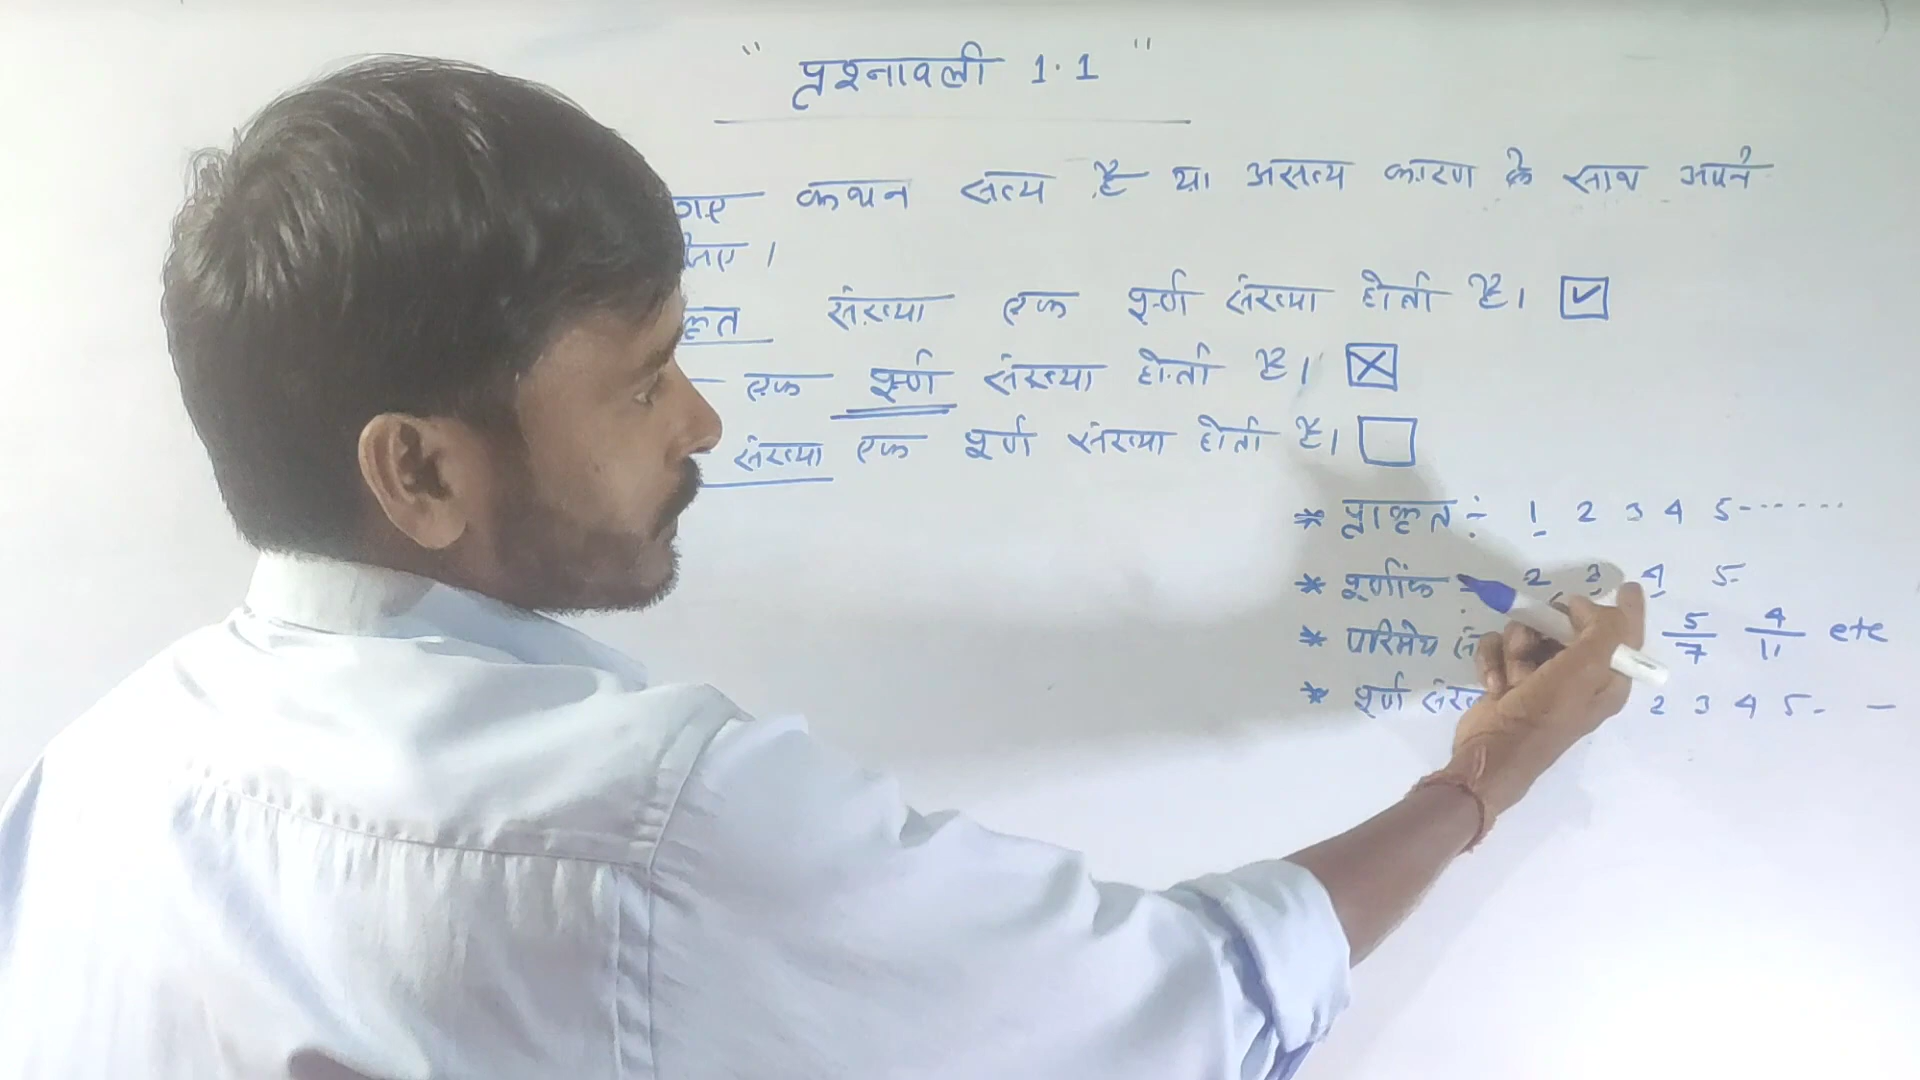 " प्रश्नावली 1.1 "
गए कथन सत्य है या असत्य कारण के साथ अपने
जिए ।
कृत संख्या एक पूर्ण संख्या होती है। ☑
एक पूर्ण संख्या होती है। ☒
संख्या एक पूर्ण संख्या होती है। ☐
* प्राकृत ÷ 1 2 3 4 5 ------
* पूर्णांक 2 3 4 5 -
* परिमेय सं 5/7 4/11 etc
* पूर्ण संख 2 3 4 5 - -